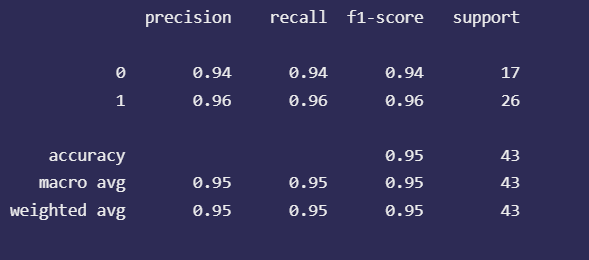 precision recall f1-score support
0 0.94 0.94 0.94 17
1 0.96 0.96 0.96 26
accuracy 0.95 43
macro avg 0.95 0.95 0.95 43
weighted avg 0.95 0.95 0.95 43